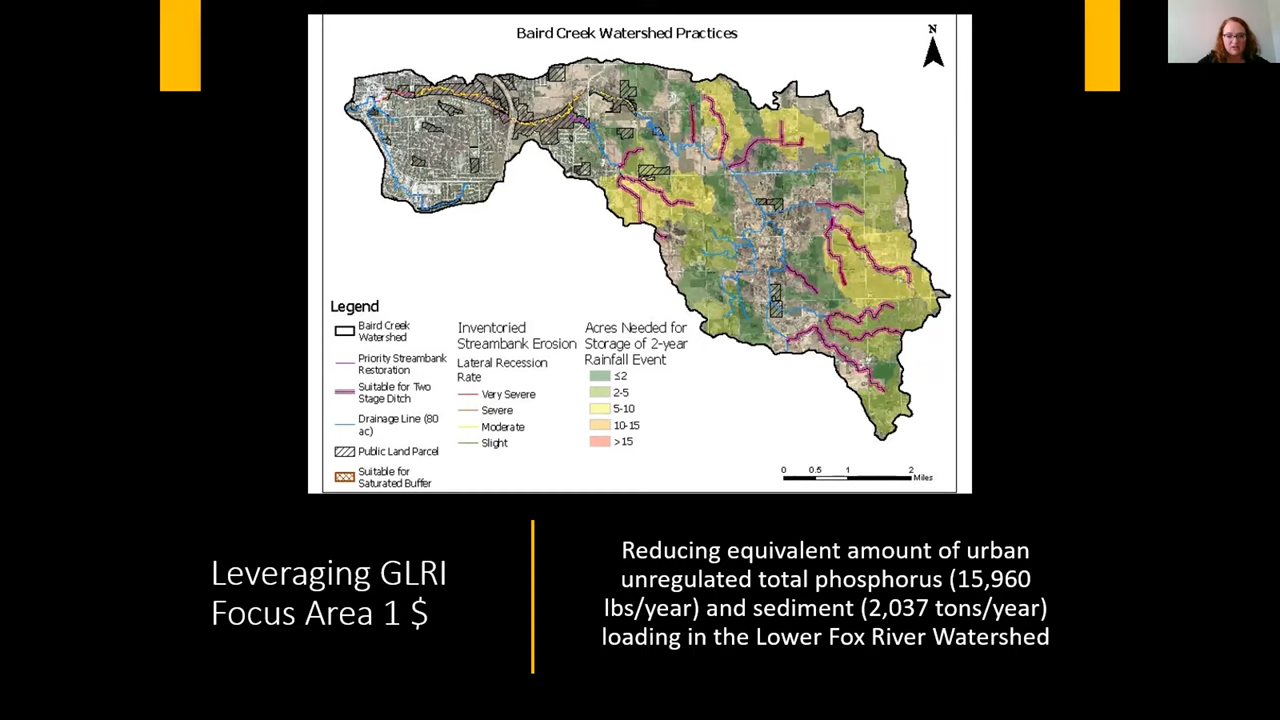 Baird Creek Watershed Practices
N
Legend
Baird Creek
Watershed
Priority Streambank
Restoration
Suitable for Two
Stage Ditch
Drainage Line (80
ac)
Public Land Parcel
Suitable for
Saturated Buffer
Inventoried
Streambank Erosion
Lateral Recession
Rate
Very Severe
Severe
Moderate
Slight
Acres Needed for
Storage of 2-year
Rainfall Event
≤2
2-5
5-10
10-15
>15
0 0.5 1 2
Miles
Leveraging GLRI
Focus Area 1 $
Reducing equivalent amount of urban
unregulated total phosphorus (15,960
lbs/year) and sediment (2,037 tons/year)
loading in the Lower Fox River Watershed